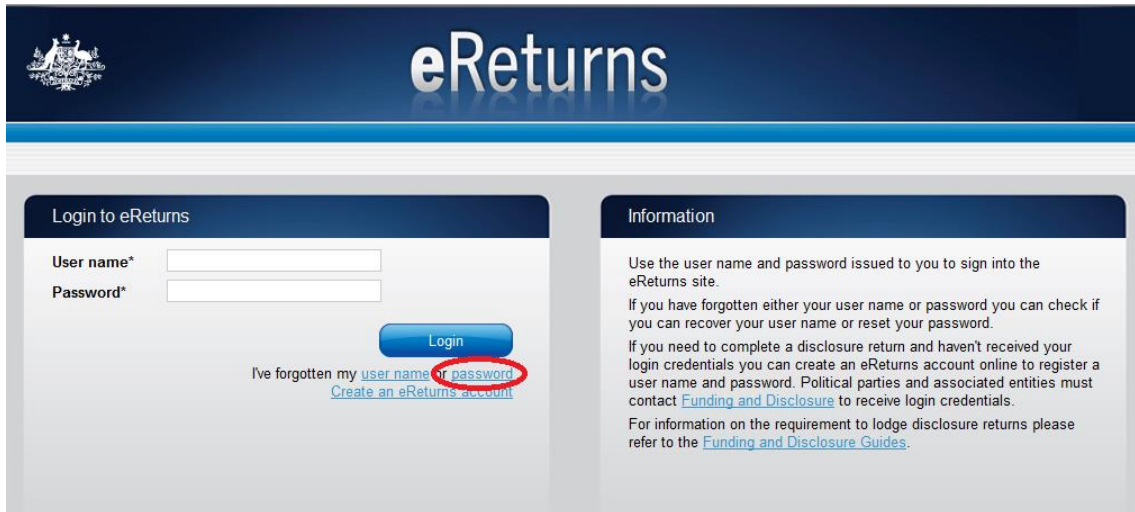 eReturns
Login to eReturns
User name*
Password*
Login
I've forgotten my user name or password
Create an eReturns account
Information
Use the user name and password issued to you to sign into the
eReturns site.
If you have forgotten either your user name or password you can check if
you can recover your user name or reset your password.
If you need to complete a disclosure return and haven't received your
login credentials you can create an eReturns account online to register a
user name and password. Political parties and associated entities must
contact Funding and Disclosure to receive login credentials.
For information on the requirement to lodge disclosure returns please
refer to the Funding and Disclosure Guides.